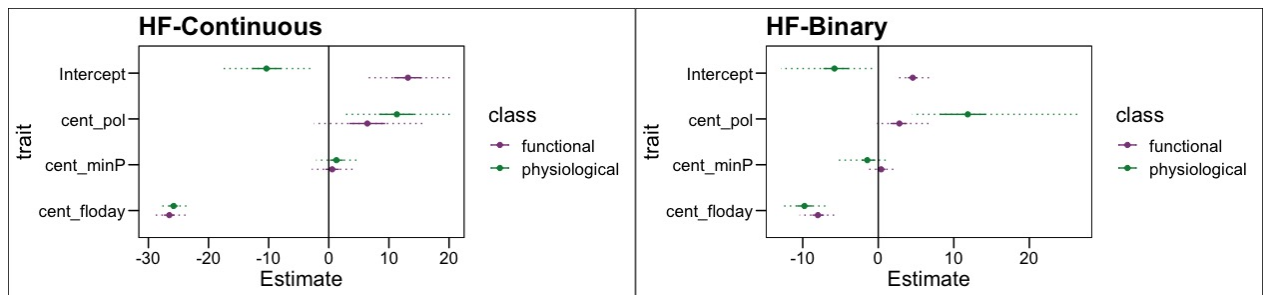 HF-Continuous
Intercept
cent_pol
cent_minP
cent_floday
trait
-30 -20 -10 0 10 20
Estimate
class
functional
physiological
HF-Binary
Intercept
cent_pol
cent_minP
cent_floday
trait
-10 0 10 20
Estimate
class
functional
physiological